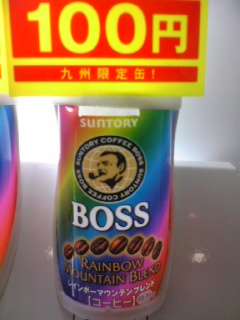 100円
九州限定缶!
SUNTORY
SUNTORY COFFEE BOSS
BOSS
RAINBOW
MOUNTAIN BLEND
レインボーマウンテンブレンド
【コーヒー】